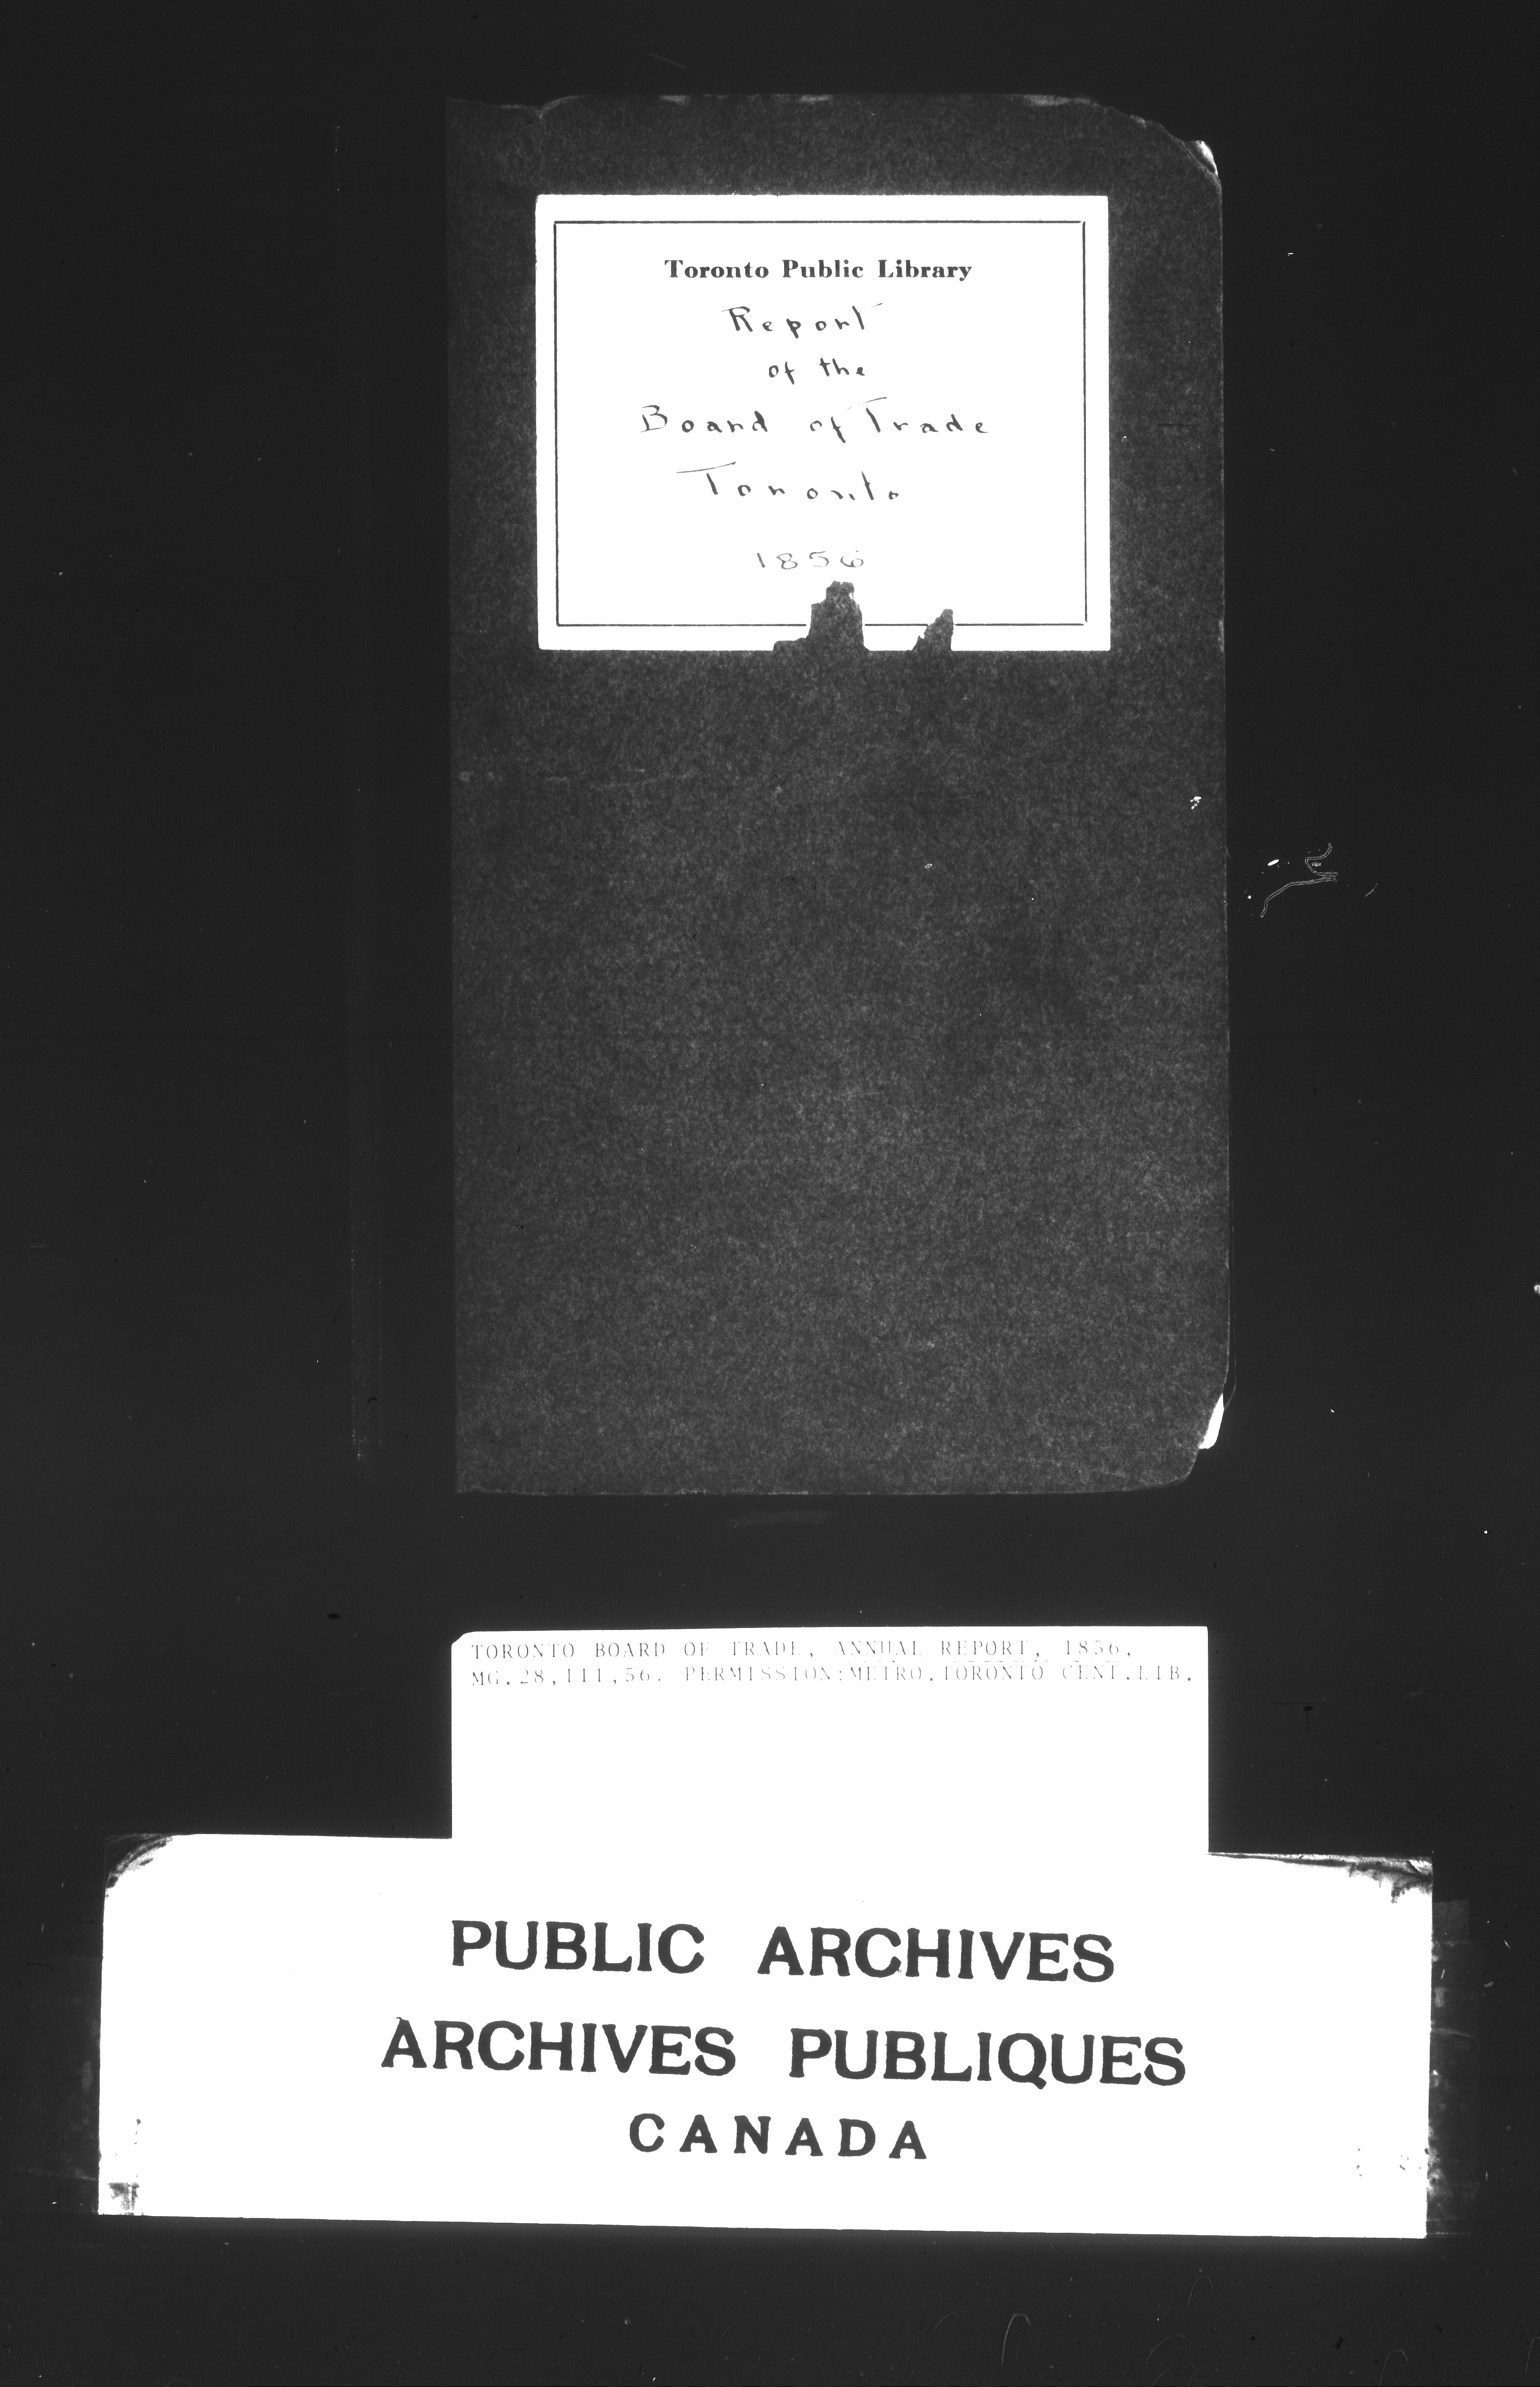 Toronto Public Library
Report
of the
Board of Trade
Toronto
1856
TORONTO BOARD OF TRADE, ANNUAL REPORT, 1856,
MG.28,III,56. PERMISSION:METRO.TORONTO CENT.LIB.
PUBLIC ARCHIVES
ARCHIVES PUBLIQUES
CANADA